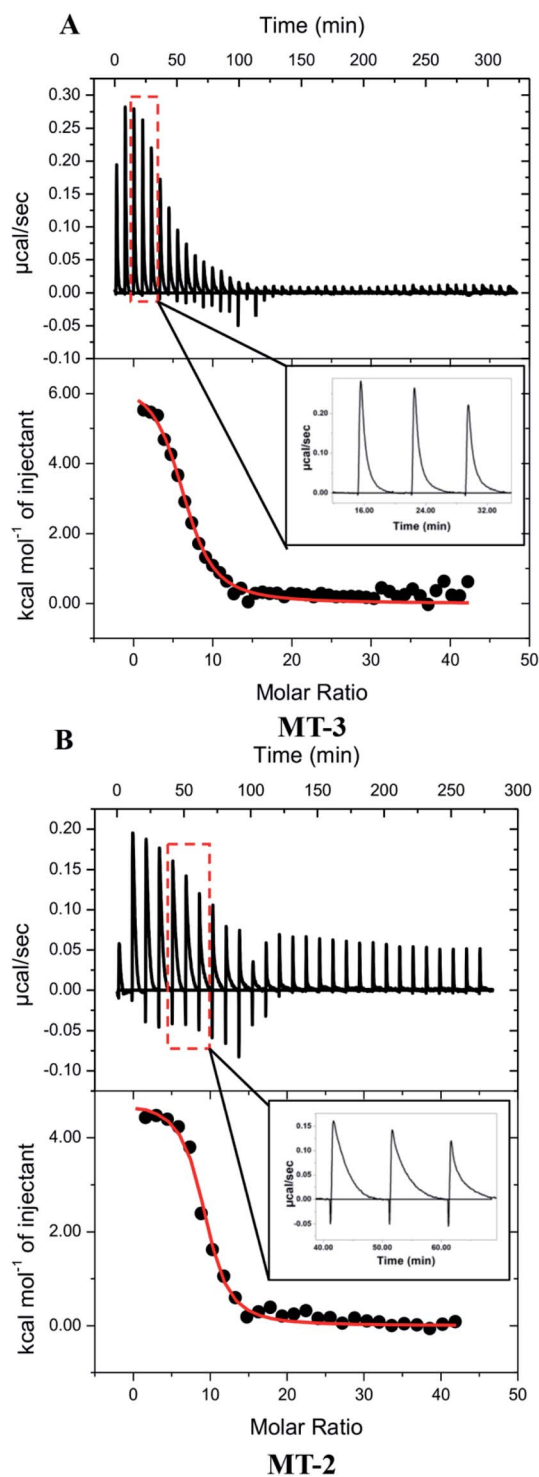 A
Time (min)
0 50 100 150 200 250 300
0.30
0.25
0.20
0.15
0.10
0.05
0.00
-0.05
-0.10
µcal/sec
6.00
4.00
2.00
0.00
kcal mol⁻¹ of injectant
0.20
0.10
0.00
µcal/sec
16.00 24.00 32.00
Time (min)
0 10 20 30 40 50
Molar Ratio
MT-3
B
Time (min)
0 50 100 150 200 250 300
0.20
0.15
0.10
0.05
0.00
-0.05
-0.10
µcal/sec
4.00
2.00
0.00
kcal mol⁻¹ of injectant
0.15
0.10
0.05
0.00
-0.05
µcal/sec
40.00 50.00 60.00
Time (min)
0 10 20 30 40 50
Molar Ratio
MT-2